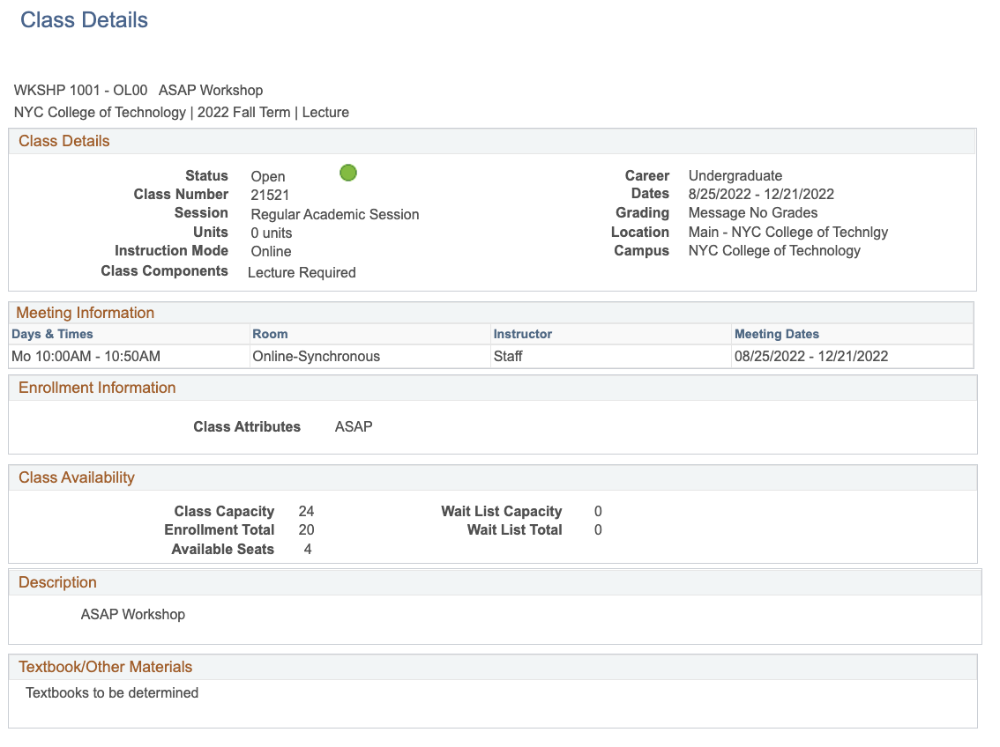 Class Details
WKSHP 1001 - OL00 ASAP Workshop
NYC College of Technology | 2022 Fall Term | Lecture
Class Details
Status Open
Class Number 21521
Session Regular Academic Session
Units 0 units
Instruction Mode Online
Class Components Lecture Required
Career Undergraduate
Dates 8/25/2022 - 12/21/2022
Grading Message No Grades
Location Main - NYC College of Technlgy
Campus NYC College of Technology
Meeting Information
Days & Times Room Instructor Meeting Dates
Mo 10:00AM - 10:50AM Online-Synchronous Staff 08/25/2022 - 12/21/2022
Enrollment Information
Class Attributes ASAP
Class Availability
Class Capacity 24 Wait List Capacity 0
Enrollment Total 20 Wait List Total 0
Available Seats 4
Description
ASAP Workshop
Textbook/Other Materials
Textbooks to be determined